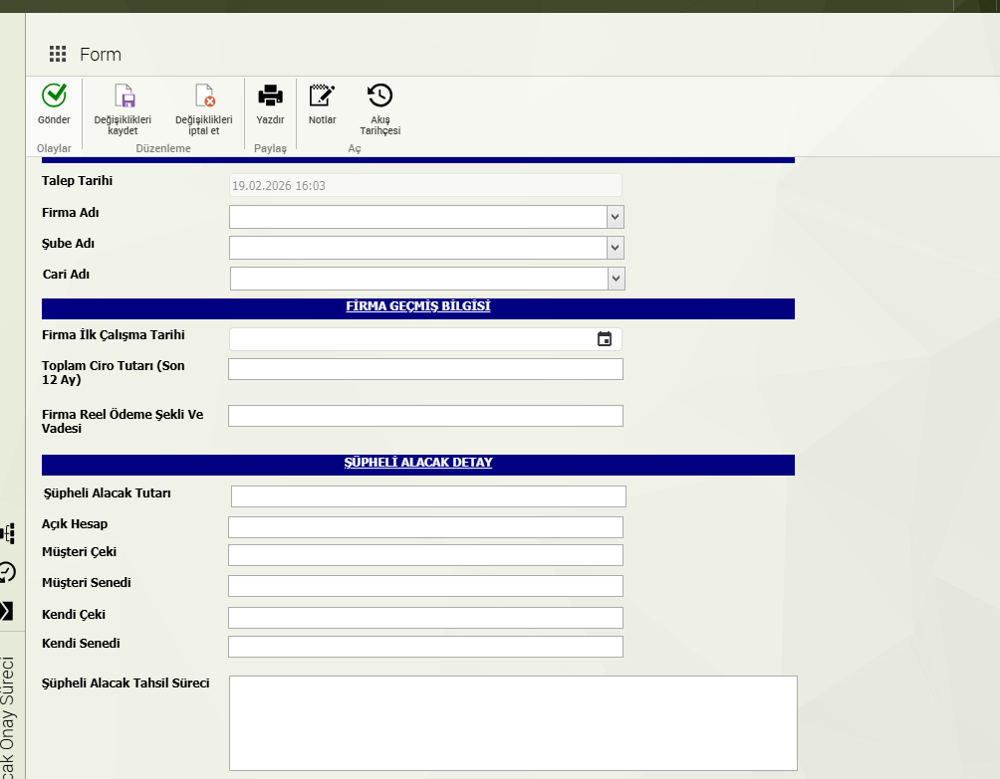 Form
Gönder
Değişiklikleri
kaydet
Değişiklikleri
iptal et
Yazdır
Notlar
Akış
Tarihçesi
Olaylar
Düzenleme
Paylaş
Aç
Talep Tarihi
19.02.2026 16:03
Firma Adı
Şube Adı
Cari Adı
FİRMA GEÇMİŞ BİLGİSİ
Firma İlk Çalışma Tarihi
Toplam Ciro Tutarı (Son
12 Ay)
Firma Reel Ödeme Şekli Ve
Vadesi
ŞÜPHELİ ALACAK DETAY
Şüpheli Alacak Tutarı
Açık Hesap
Müşteri Çeki
Müşteri Senedi
Kendi Çeki
Kendi Senedi
Şüpheli Alacak Tahsil Süreci
Onay Süreci